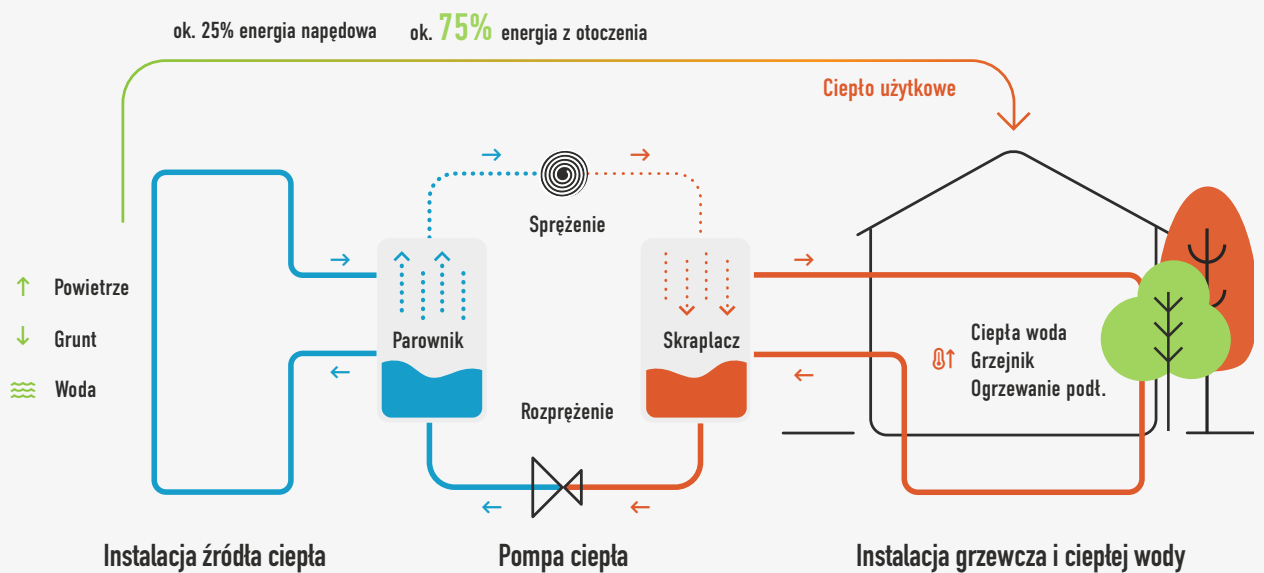 ok. 25% energia napędowa
ok. 75% energia z otoczenia
Ciepło użytkowe
Sprężenie
Powietrze
Grunt
Woda
Parownik
Skraplacz
Ciepła woda
Grzejnik
Ogrzewanie podł.
Rozprężenie
Instalacja źródła ciepła
Pompa ciepła
Instalacja grzewcza i ciepłej wody